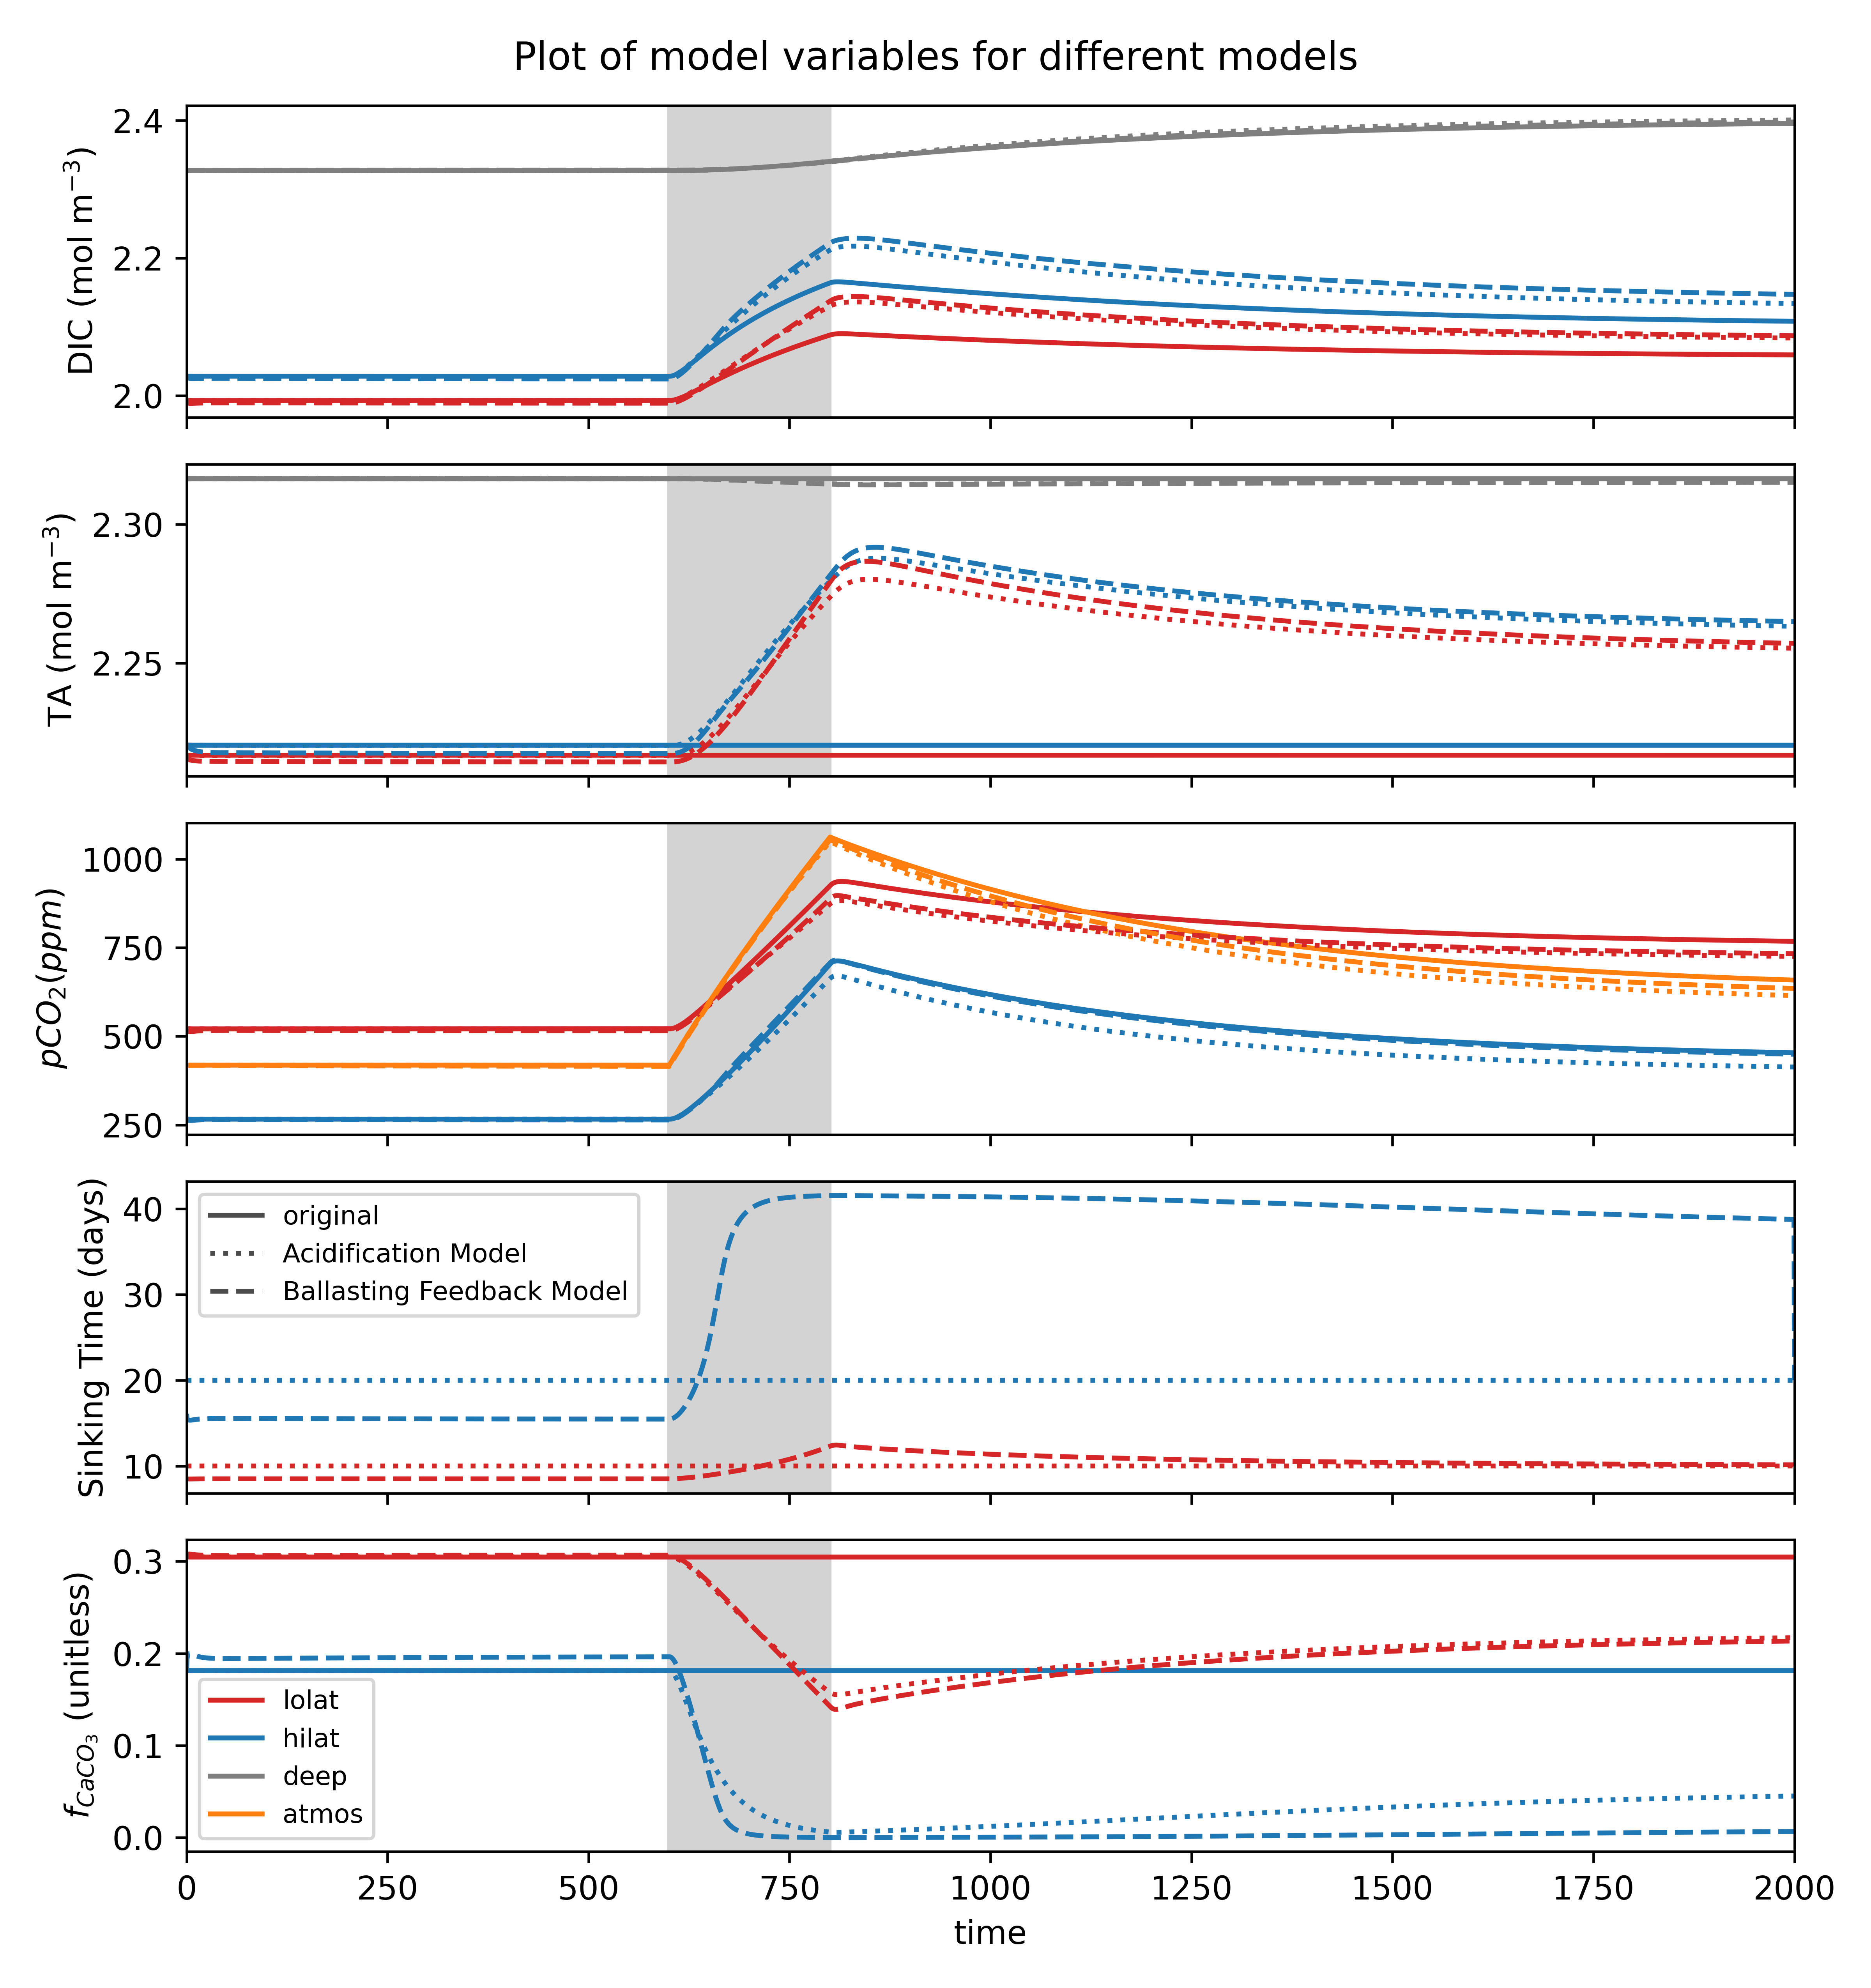 Plot of model variables for different models
DIC (mol m⁻³)
2.4
2.2
2.0
TA (mol m⁻³)
2.30
2.25
pCO₂(ppm)
1000
750
500
250
Sinking Time (days)
40
30
20
10
original
Acidification Model
Ballasting Feedback Model
f_{CaCO₃} (unitless)
0.3
0.2
0.1
0.0
lolat
hilat
deep
atmos
0 250 500 750 1000 1250 1500 1750 2000
time